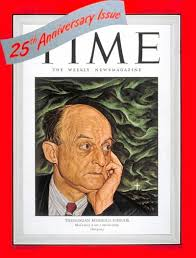 25th Anniversary Issue
TIME
THE WEEKLY NEWSMAGAZINE
THEOLOGIAN REINHOLD NIEBUHR